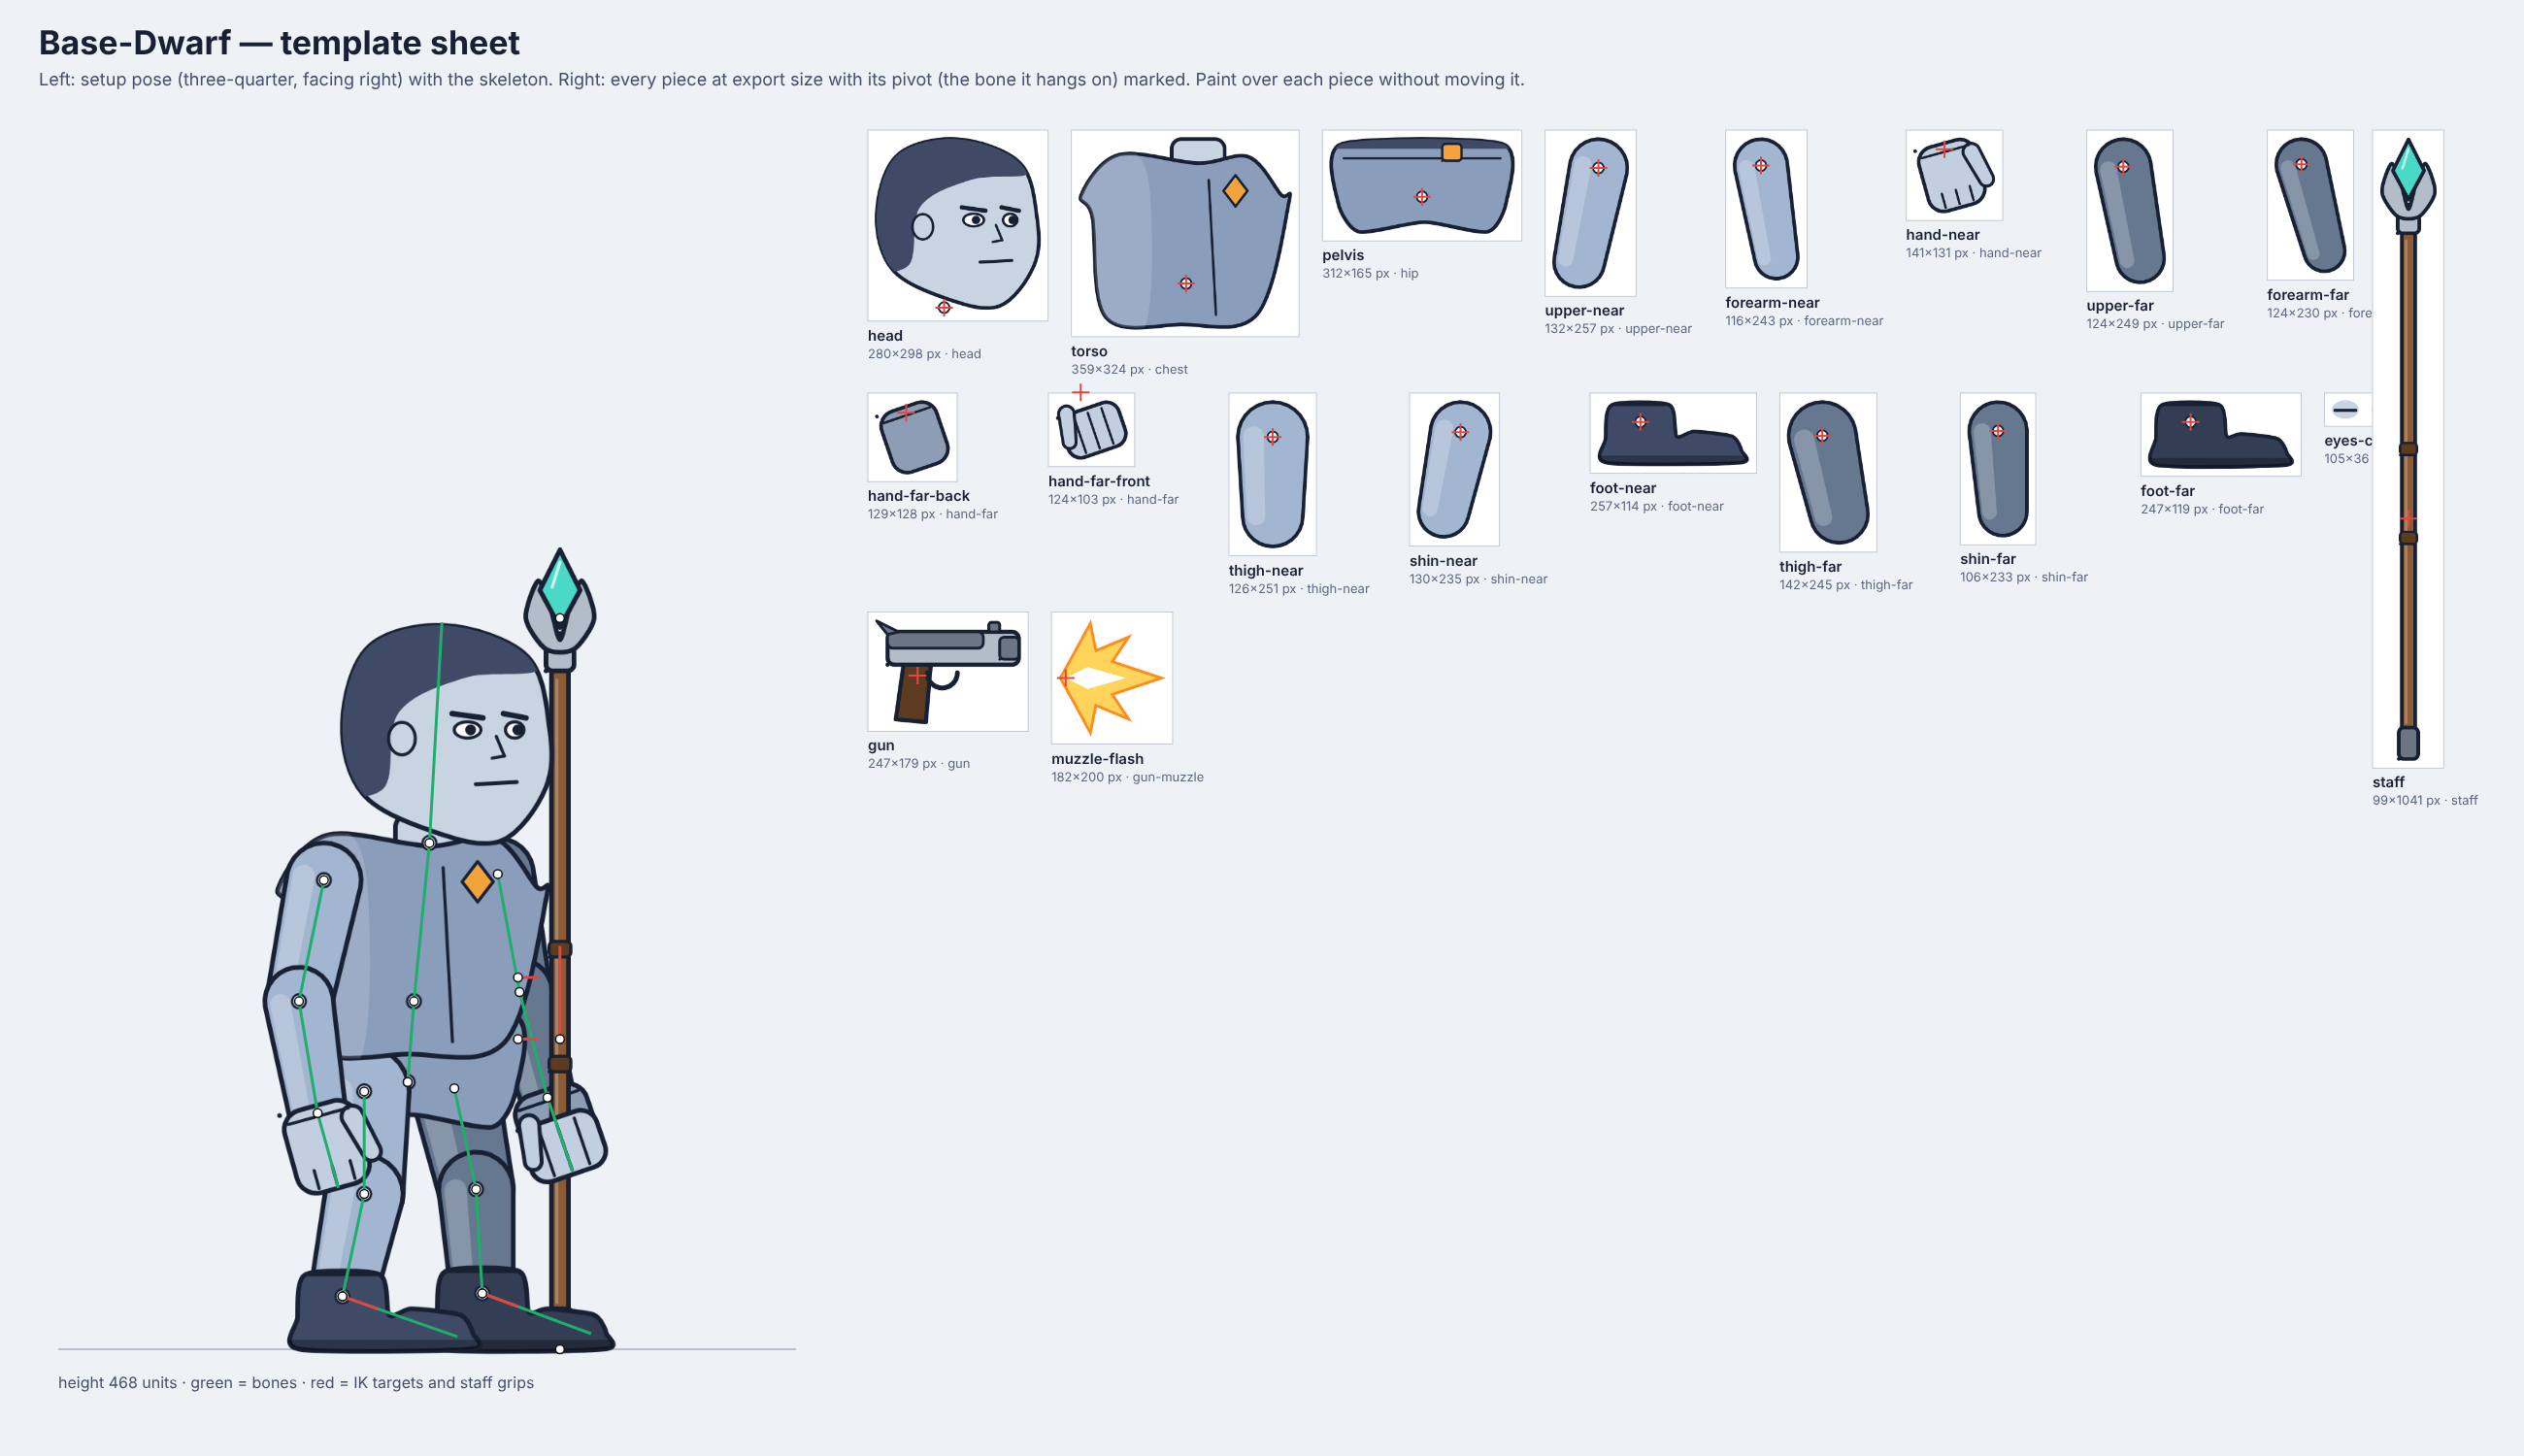 Base-Dwarf — template sheet
Left: setup pose (three-quarter, facing right) with the skeleton. Right: every piece at export size with its pivot (the bone it hangs on) marked. Paint over each piece without moving it.
head
280×298 px · head
torso
359×324 px · chest
pelvis
312×165 px · hip
upper-near
132×257 px · upper-near
forearm-near
116×243 px · forearm-near
hand-near
141×131 px · hand-near
upper-far
124×249 px · upper-far
forearm-far
124×230 px · fore
hand-far-back
129×128 px · hand-far
hand-far-front
124×103 px · hand-far
thigh-near
126×251 px · thigh-near
shin-near
130×235 px · shin-near
foot-near
257×114 px · foot-near
thigh-far
142×245 px · thigh-far
shin-far
106×233 px · shin-far
foot-far
247×119 px · foot-far
eyes-c
105×36
gun
247×179 px · gun
muzzle-flash
182×200 px · gun-muzzle
staff
99×1041 px · staff
height 468 units · green = bones · red = IK targets and staff grips